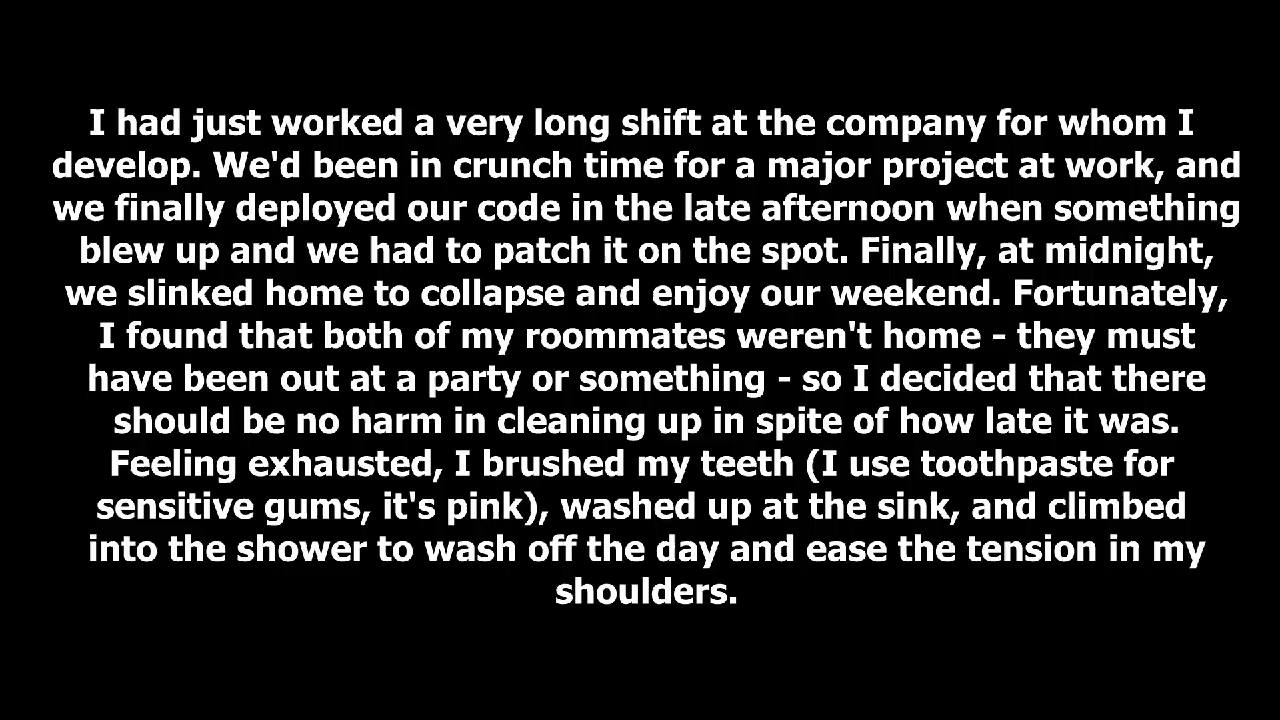 I had just worked a very long shift at the company for whom I
develop. We'd been in crunch time for a major project at work, and
we finally deployed our code in the late afternoon when something
blew up and we had to patch it on the spot. Finally, at midnight,
we slinked home to collapse and enjoy our weekend. Fortunately,
I found that both of my roommates weren't home - they must
have been out at a party or something - so I decided that there
should be no harm in cleaning up in spite of how late it was.
Feeling exhausted, I brushed my teeth (I use toothpaste for
sensitive gums, it's pink), washed up at the sink, and climbed
into the shower to wash off the day and ease the tension in my
shoulders.